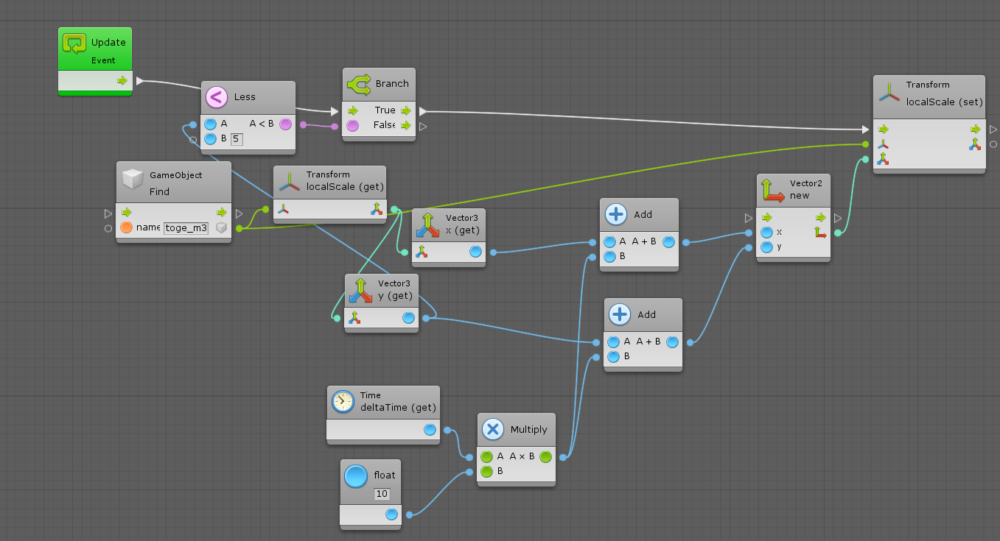 Update
Event
Less
A
A < B
B 5
Branch
True
False
Transform
localScale (set)
GameObject
Find
name toge_m3
Transform
localScale (get)
Vector3
x (get)
Add
A A + B
B
Vector2
new
x
y
Vector3
y (get)
Add
A A + B
B
Time
deltaTime (get)
Multiply
A A × B
B
float
10